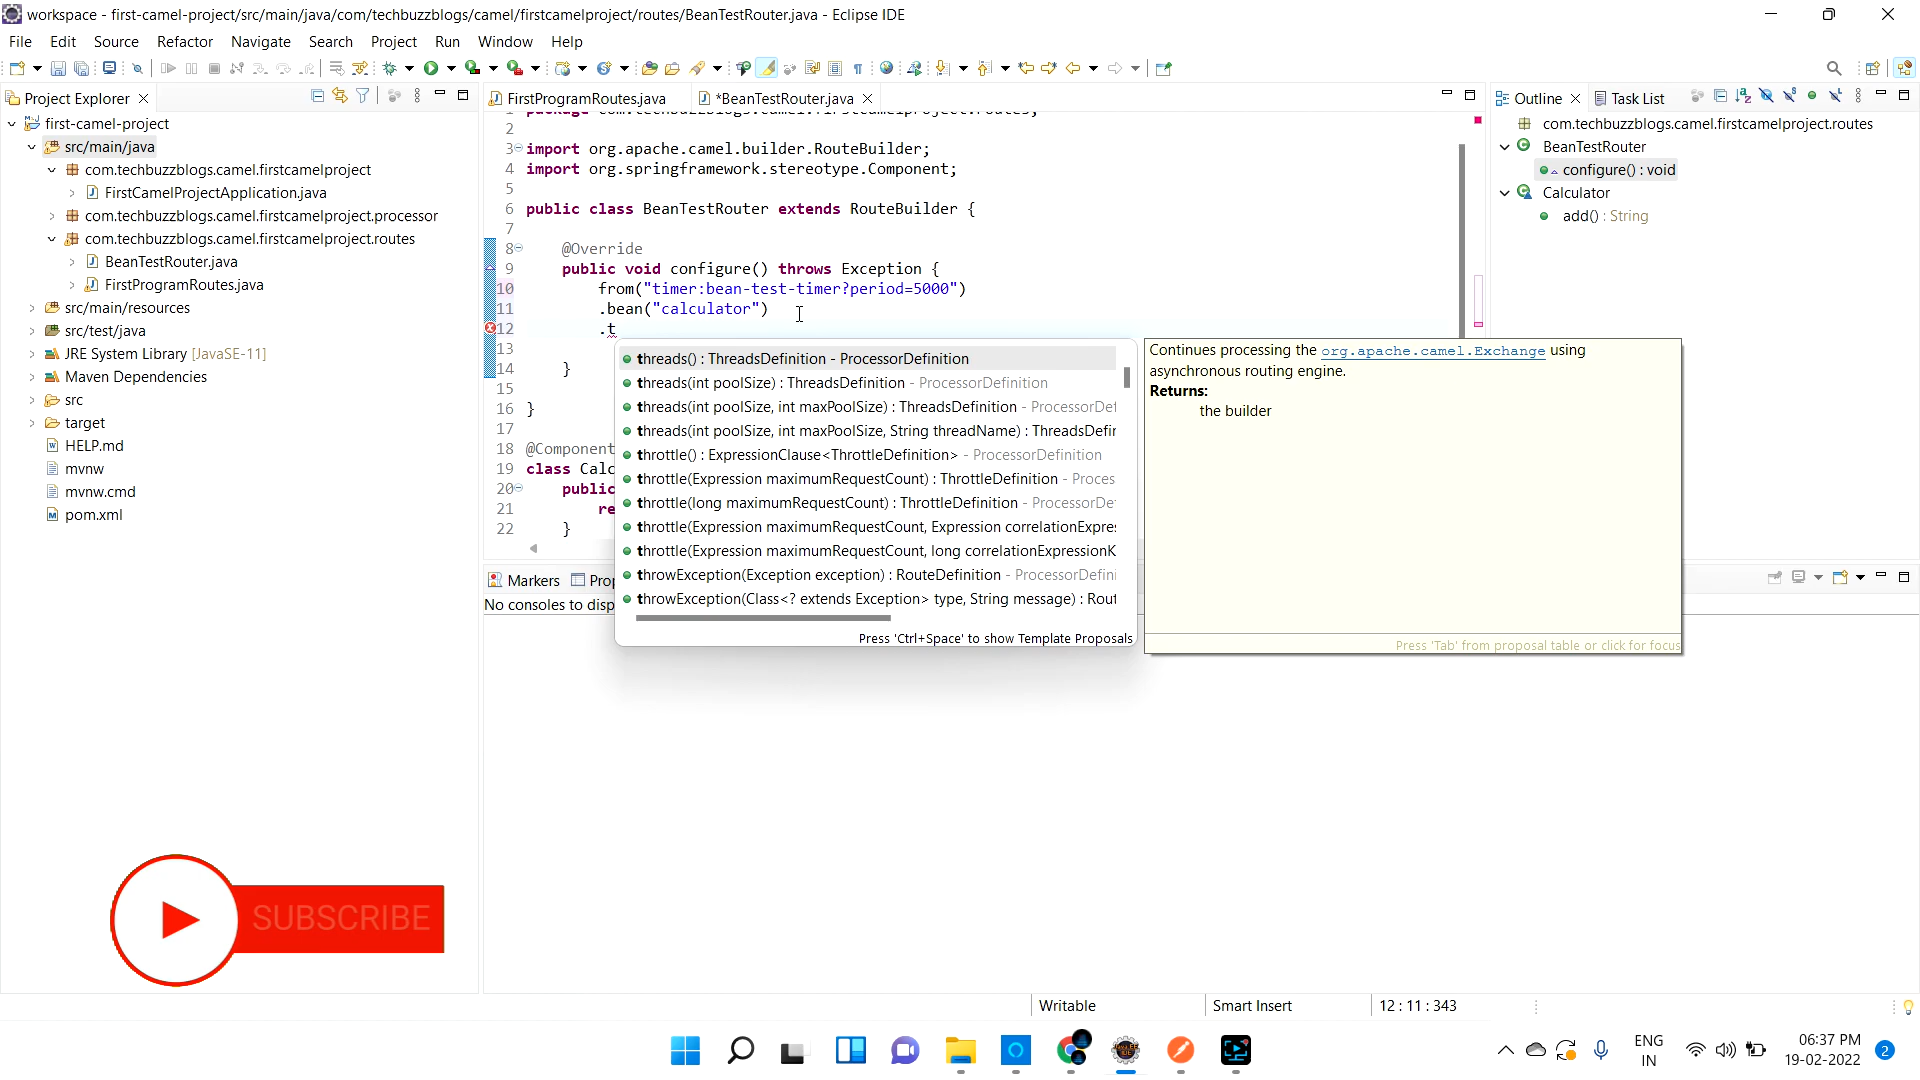 workspace - first-camel-project/src/main/java/com/techbuzzblogs/camel/firstcamelproject/routes/BeanTestRouter.java - Eclipse IDE
File Edit Source Refactor Navigate Search Project Run Window Help
Project Explorer
first-camel-project
src/main/java
com.techbuzzblogs.camel.firstcamelproject
FirstCamelProjectApplication.java
com.techbuzzblogs.camel.firstcamelproject.processor
com.techbuzzblogs.camel.firstcamelproject.routes
BeanTestRouter.java
FirstProgramRoutes.java
src/main/resources
src/test/java
JRE System Library [JavaSE-11]
Maven Dependencies
src
target
HELP.md
mvnw
mvnw.cmd
pom.xml
FirstProgramRoutes.java *BeanTestRouter.java
2
3 import org.apache.camel.builder.RouteBuilder;
4 import org.springframework.stereotype.Component;
5
6 public class BeanTestRouter extends RouteBuilder {
7
8 @Override
9 public void configure() throws Exception {
10 from("timer:bean-test-timer?period=5000")
11 .bean("calculator")
12 .t
13
14 }
15
16 }
17
18 @Component
19 class Calc
20 public
21 re
22 }
threads() : ThreadsDefinition - ProcessorDefinition
threads(int poolSize) : ThreadsDefinition - ProcessorDefinition
threads(int poolSize, int maxPoolSize) : ThreadsDefinition - ProcessorDef
threads(int poolSize, int maxPoolSize, String threadName) : ThreadsDefir
throttle() : ExpressionClause<ThrottleDefinition> - ProcessorDefinition
throttle(Expression maximumRequestCount) : ThrottleDefinition - Proces
throttle(long maximumRequestCount) : ThrottleDefinition - ProcessorDe
throttle(Expression maximumRequestCount, Expression correlationExpres
throttle(Expression maximumRequestCount, long correlationExpressionK
throwException(Exception exception) : RouteDefinition - ProcessorDefini
throwException(Class<? extends Exception> type, String message) : Rout
Press 'Ctrl+Space' to show Template Proposals
Continues processing the org.apache.camel.Exchange using
asynchronous routing engine.
Returns:
the builder
Press 'Tab' from proposal table or click for focus
Outline Task List
com.techbuzzblogs.camel.firstcamelproject.routes
BeanTestRouter
configure() : void
Calculator
add() : String
Markers Prop
No consoles to disp
SUBSCRIBE
Writable Smart Insert 12 : 11 : 343
ENG
IN
06:37 PM
19-02-2022
2